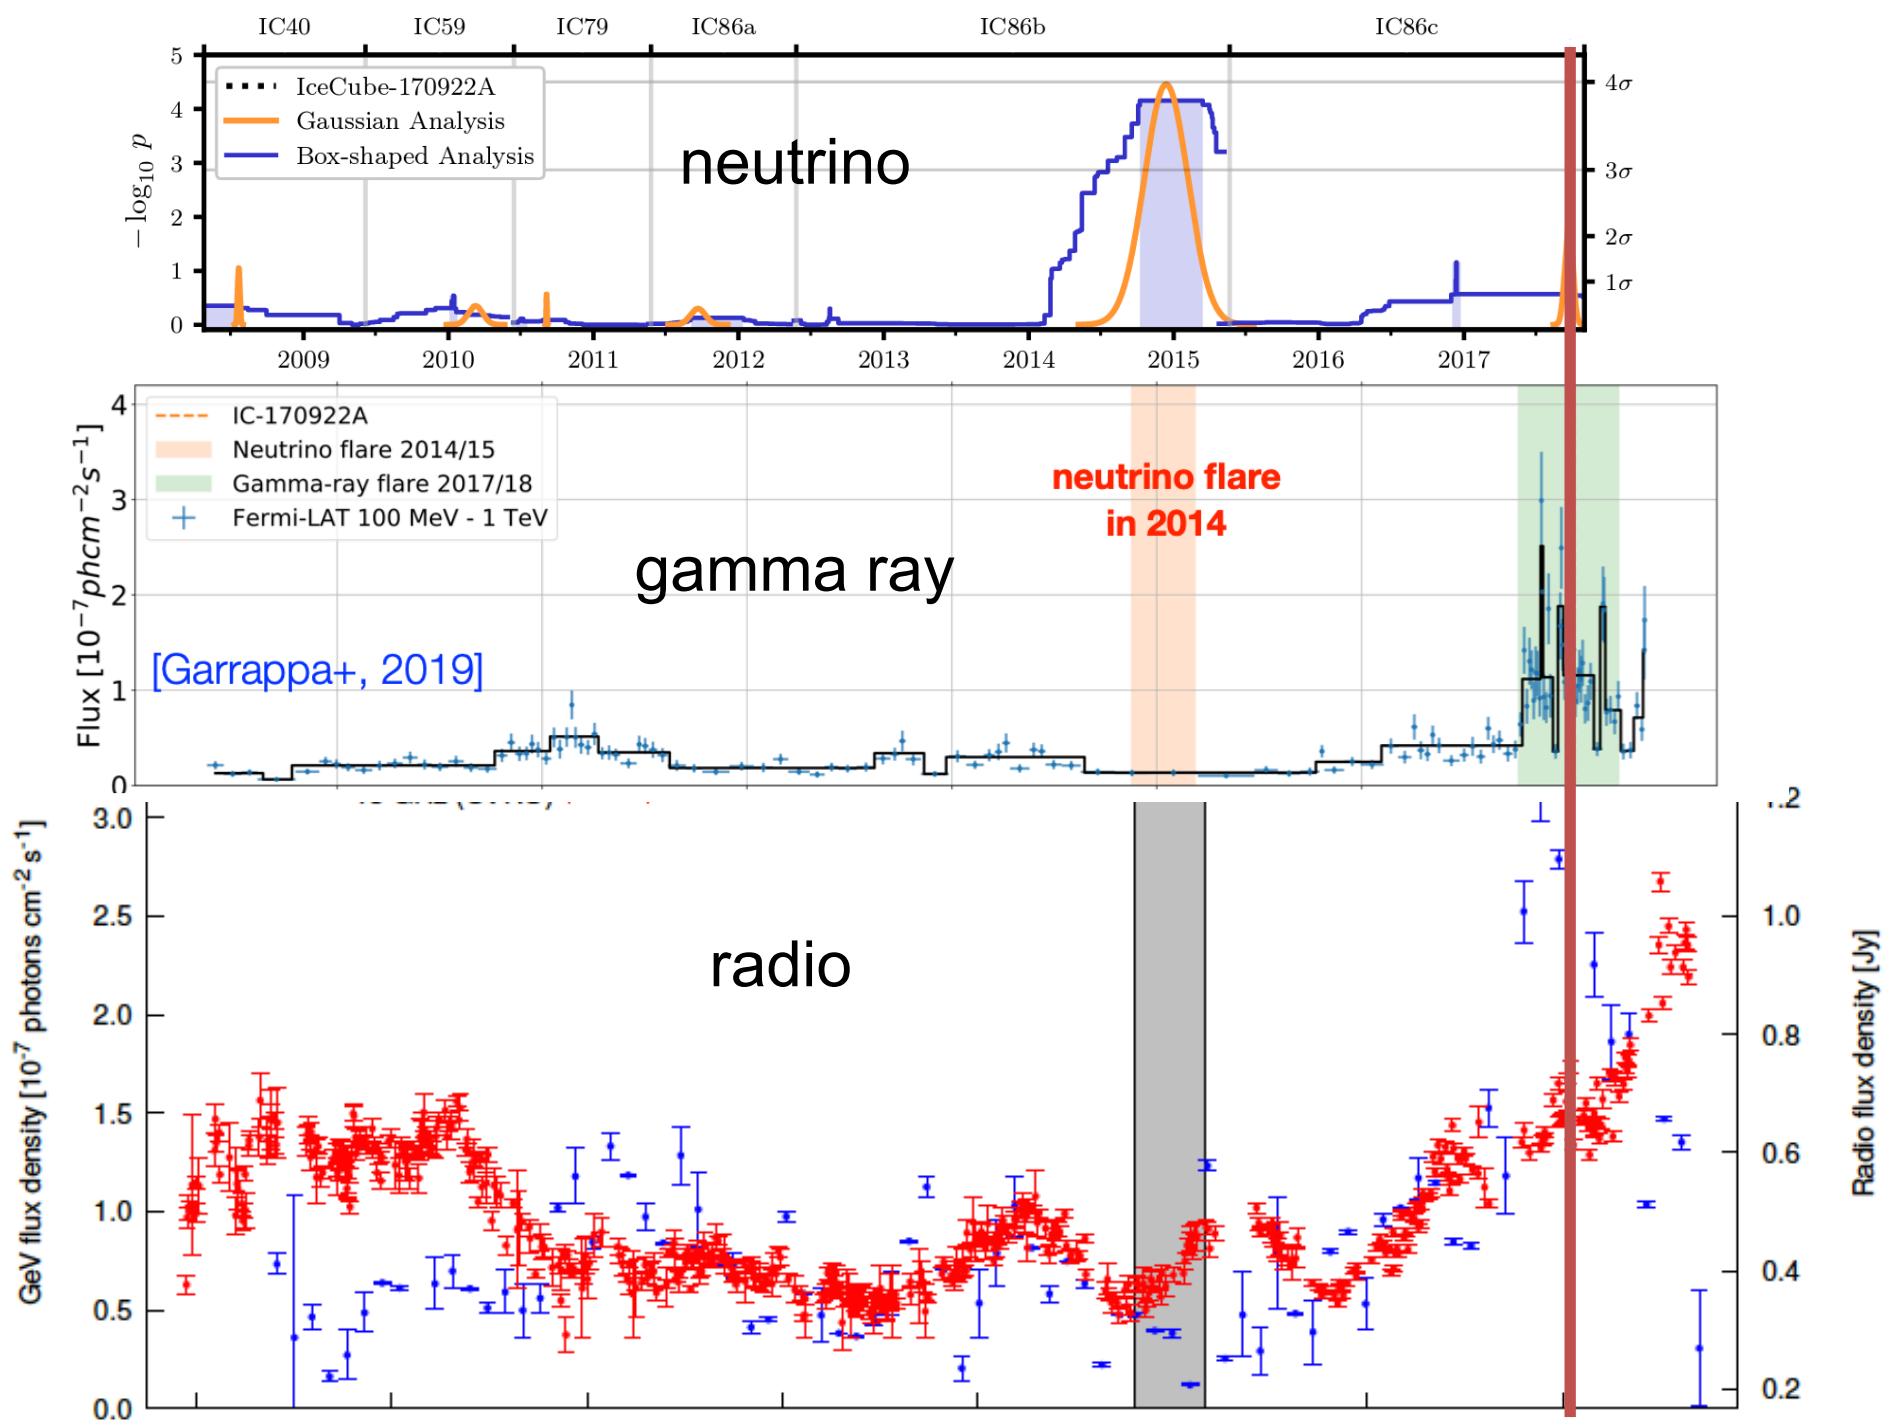 IC40 IC59 IC79 IC86a IC86b IC86c
5
4
3
2
1
0
− log₁₀ p
IceCube-170922A
Gaussian Analysis
Box-shaped Analysis
neutrino
4σ
3σ
2σ
1σ
2009 2010 2011 2012 2013 2014 2015 2016 2017
4
3
2
1
0
Flux [10⁻⁷phcm⁻²s⁻¹]
IC-170922A
Neutrino flare 2014/15
Gamma-ray flare 2017/18
Fermi-LAT 100 MeV - 1 TeV
neutrino flare
in 2014
gamma ray
[Garrappa+, 2019]
3.0
2.5
2.0
1.5
1.0
0.5
0.0
GeV flux density [10⁻⁷ photons cm⁻² s⁻¹]
radio
1.2
1.0
0.8
0.6
0.4
0.2
Radio flux density [Jy]